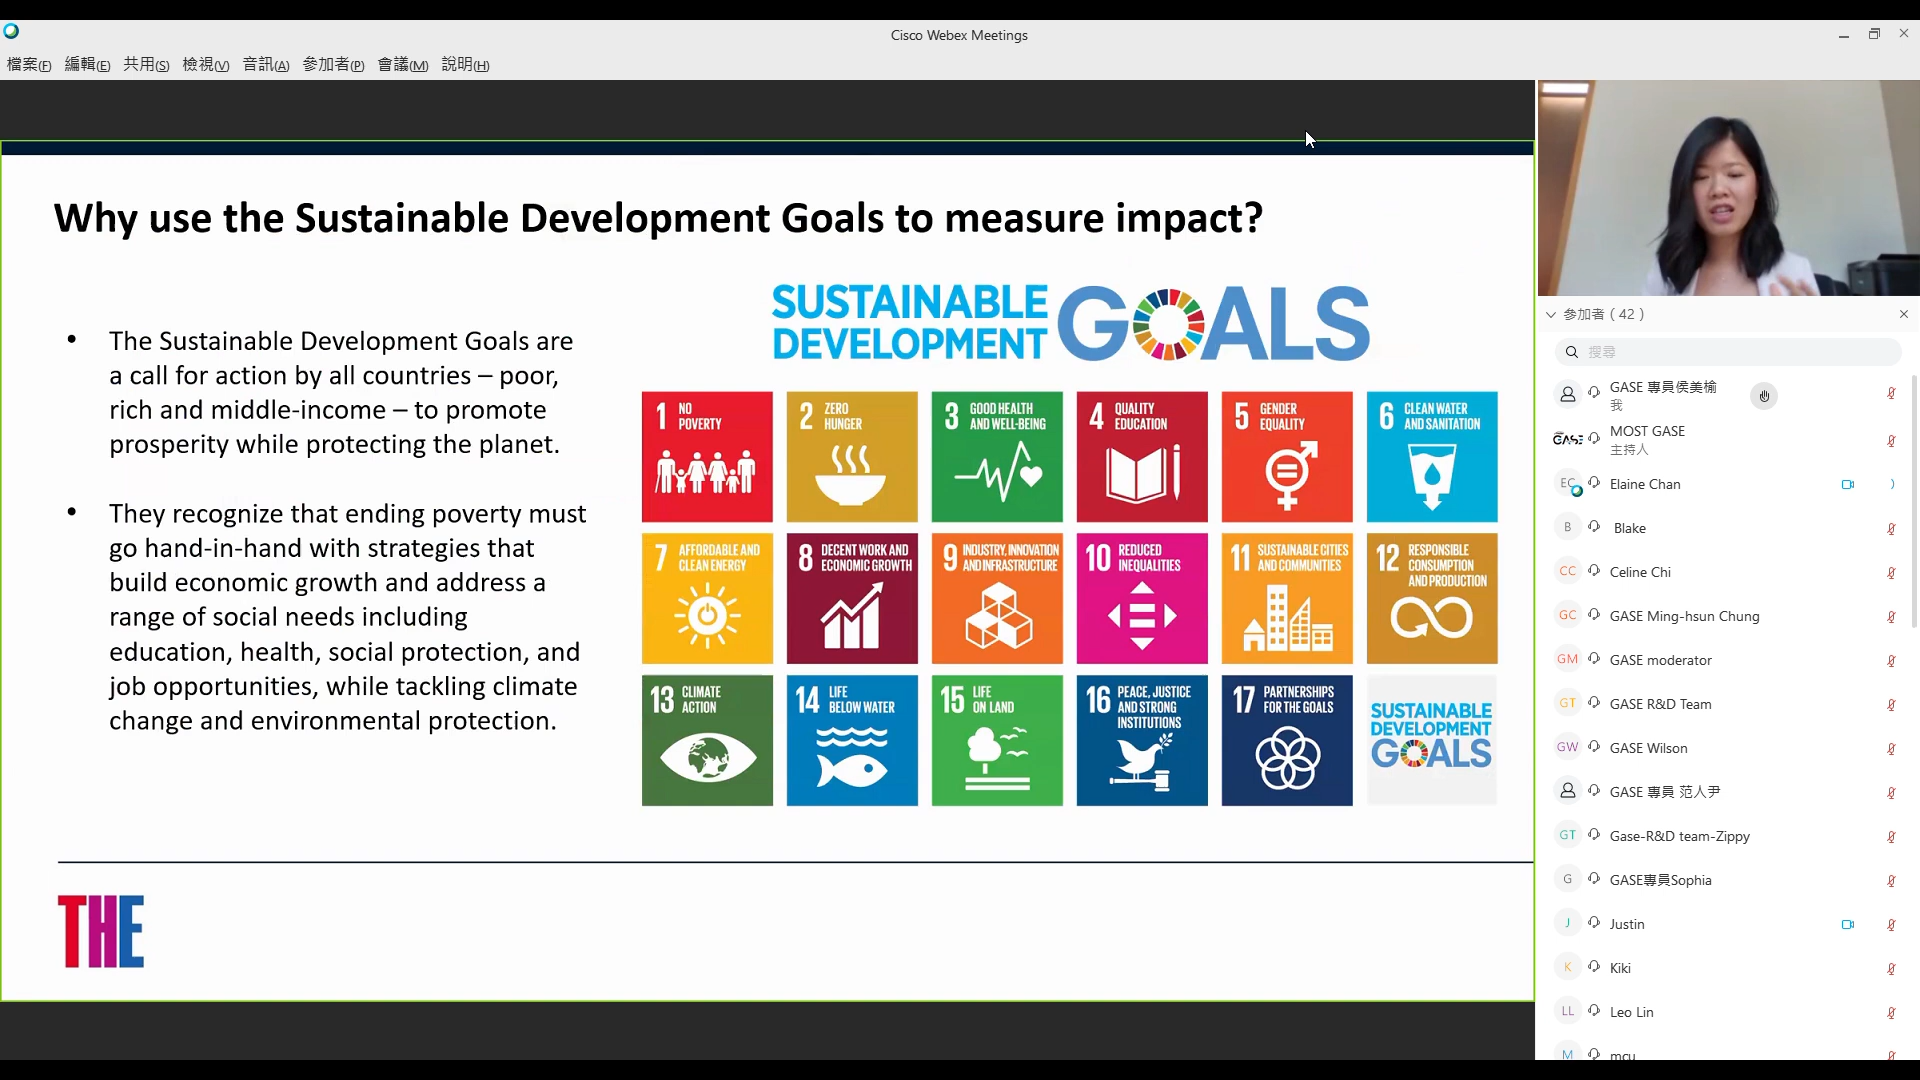 Cisco Webex Meetings
檔案(F) 編輯(E) 共用(S) 檢視(V) 音訊(A) 參加者(P) 會議(M) 說明(H)
Why use the Sustainable Development Goals to measure impact?
• The Sustainable Development Goals are
a call for action by all countries – poor,
rich and middle-income – to promote
prosperity while protecting the planet.
• They recognize that ending poverty must
go hand-in-hand with strategies that
build economic growth and address a
range of social needs including
education, health, social protection, and
job opportunities, while tackling climate
change and environmental protection.
SUSTAINABLE
DEVELOPMENT
GOALS
1 NO
POVERTY
2 ZERO
HUNGER
3 GOOD HEALTH
AND WELL-BEING
4 QUALITY
EDUCATION
5 GENDER
EQUALITY
6 CLEAN WATER
AND SANITATION
7 AFFORDABLE AND
CLEAN ENERGY
8 DECENT WORK AND
ECONOMIC GROWTH
9 INDUSTRY, INNOVATION
AND INFRASTRUCTURE
10 REDUCED
INEQUALITIES
11 SUSTAINABLE CITIES
AND COMMUNITIES
12 RESPONSIBLE
CONSUMPTION
AND PRODUCTION
13 CLIMATE
ACTION
14 LIFE
BELOW WATER
15 LIFE
ON LAND
16 PEACE, JUSTICE
AND STRONG
INSTITUTIONS
17 PARTNERSHIPS
FOR THE GOALS
SUSTAINABLE
DEVELOPMENT
GOALS
THE
參加者 ( 42 )
搜尋
GASE 專員侯美榆
我
GASE MOST GASE
主持人
EC Elaine Chan
B Blake
CC Celine Chi
GC GASE Ming-hsun Chung
GM GASE moderator
GT GASE R&D Team
GW GASE Wilson
GASE 專員 范人尹
GT Gase-R&D team-Zippy
G GASE專員Sophia
J Justin
K Kiki
LL Leo Lin
M mcu